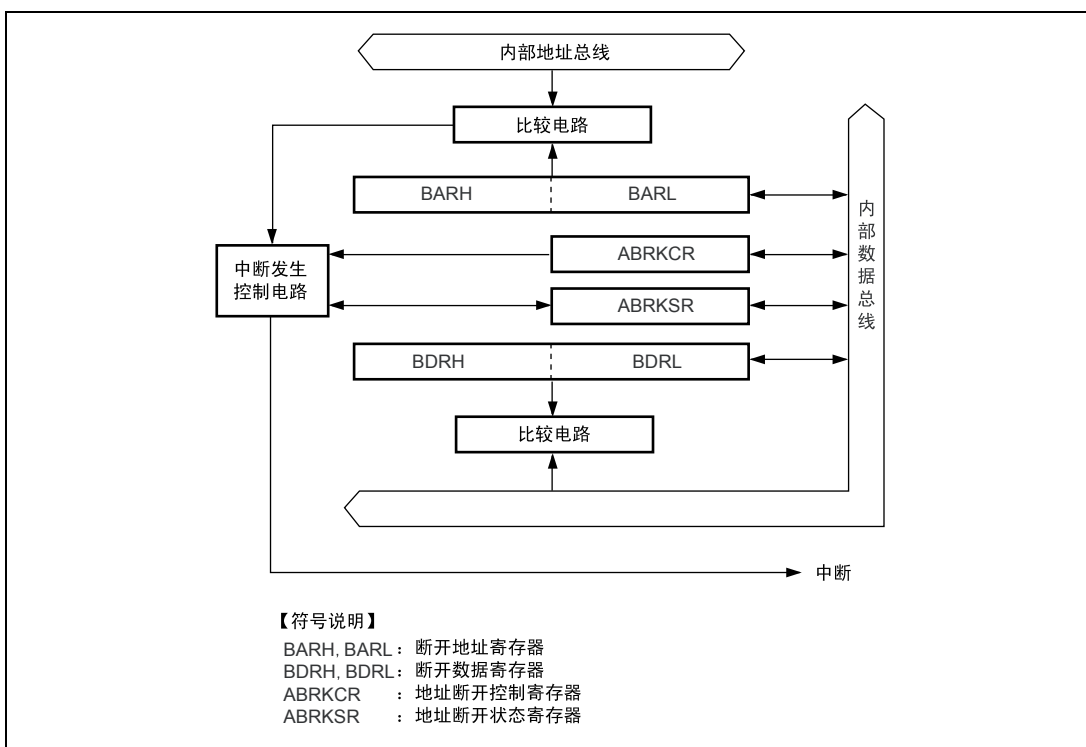 内部地址总线
比较电路
BARH BARL
ABRKCR
中断发生
控制电路
ABRKSR
BDRH BDRL
比较电路
内部数据总线
中断
【符号说明】
BARH, BARL : 断开地址寄存器
BDRH, BDRL : 断开数据寄存器
ABRKCR : 地址断开控制寄存器
ABRKSR : 地址断开状态寄存器